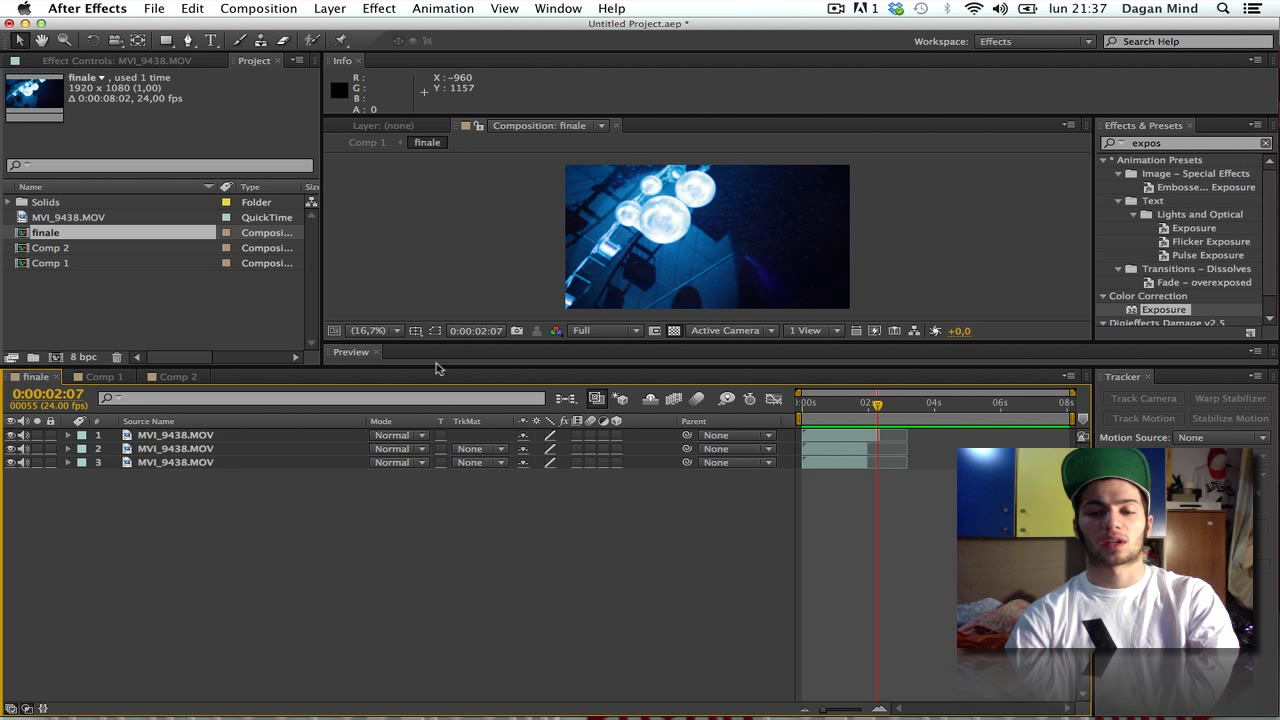 After Effects File Edit Composition Layer Effect Animation View Window Help 1 lun 21:37 Dagan Mind
Untitled Project.aep *
Workspace: Effects Search Help
Effect Controls: MVI_9438.MOV Project
finale , used 1 time
1920 x 1080 (1,00)
Δ 0:00:08:02, 24,00 fps
Name Type Siz
Solids Folder
MVI_9438.MOV QuickTime
finale Composi...
Comp 2 Composi...
Comp 1 Composi...
8 bpc
Info
R :
G :
B :
A : 0
X : -960
Y : 1157
Layer: (none) Composition: finale
Comp 1 finale
(16,7%) 0:00:02:07 Full Active Camera 1 View +0,0
Preview
Effects & Presets
expos
* Animation Presets
Image – Special Effects
Embosse... Exposure
Text
Lights and Optical
Exposure
Flicker Exposure
Pulse Exposure
Transitions – Dissolves
Fade – overexposed
Color Correction
Exposure
Digieffects Damage v2.5
finale Comp 1 Comp 2
0:00:02:07
00055 (24.00 fps)
:00s 02s 04s 06s 08s
# Source Name Mode T TrkMat fx Parent
1 MVI_9438.MOV Normal None
2 MVI_9438.MOV Normal None None
3 MVI_9438.MOV Normal None None
Tracker
Track Camera Warp Stabilizer
Track Motion Stabilize Motion
Motion Source: None